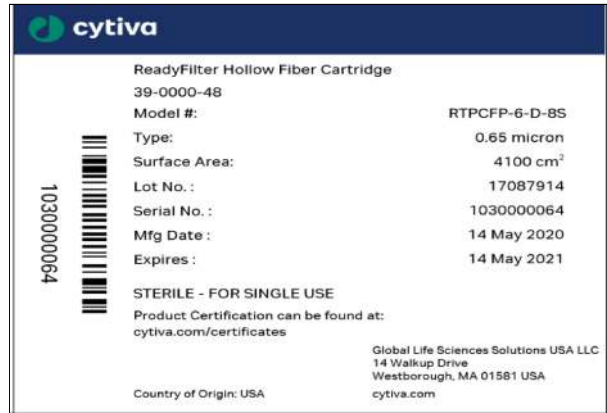 cytiva
ReadyFilter Hollow Fiber Cartridge
39-0000-48
Model #: RTPCFP-6-D-8S
Type: 0.65 micron
Surface Area: 4100 cm²
Lot No. : 17087914
Serial No. : 1030000064
Mfg Date : 14 May 2020
Expires : 14 May 2021
1030000064
STERILE - FOR SINGLE USE
Product Certification can be found at:
cytiva.com/certificates
Global Life Sciences Solutions USA LLC
14 Walkup Drive
Westborough, MA 01581 USA
Country of Origin: USA cytiva.com